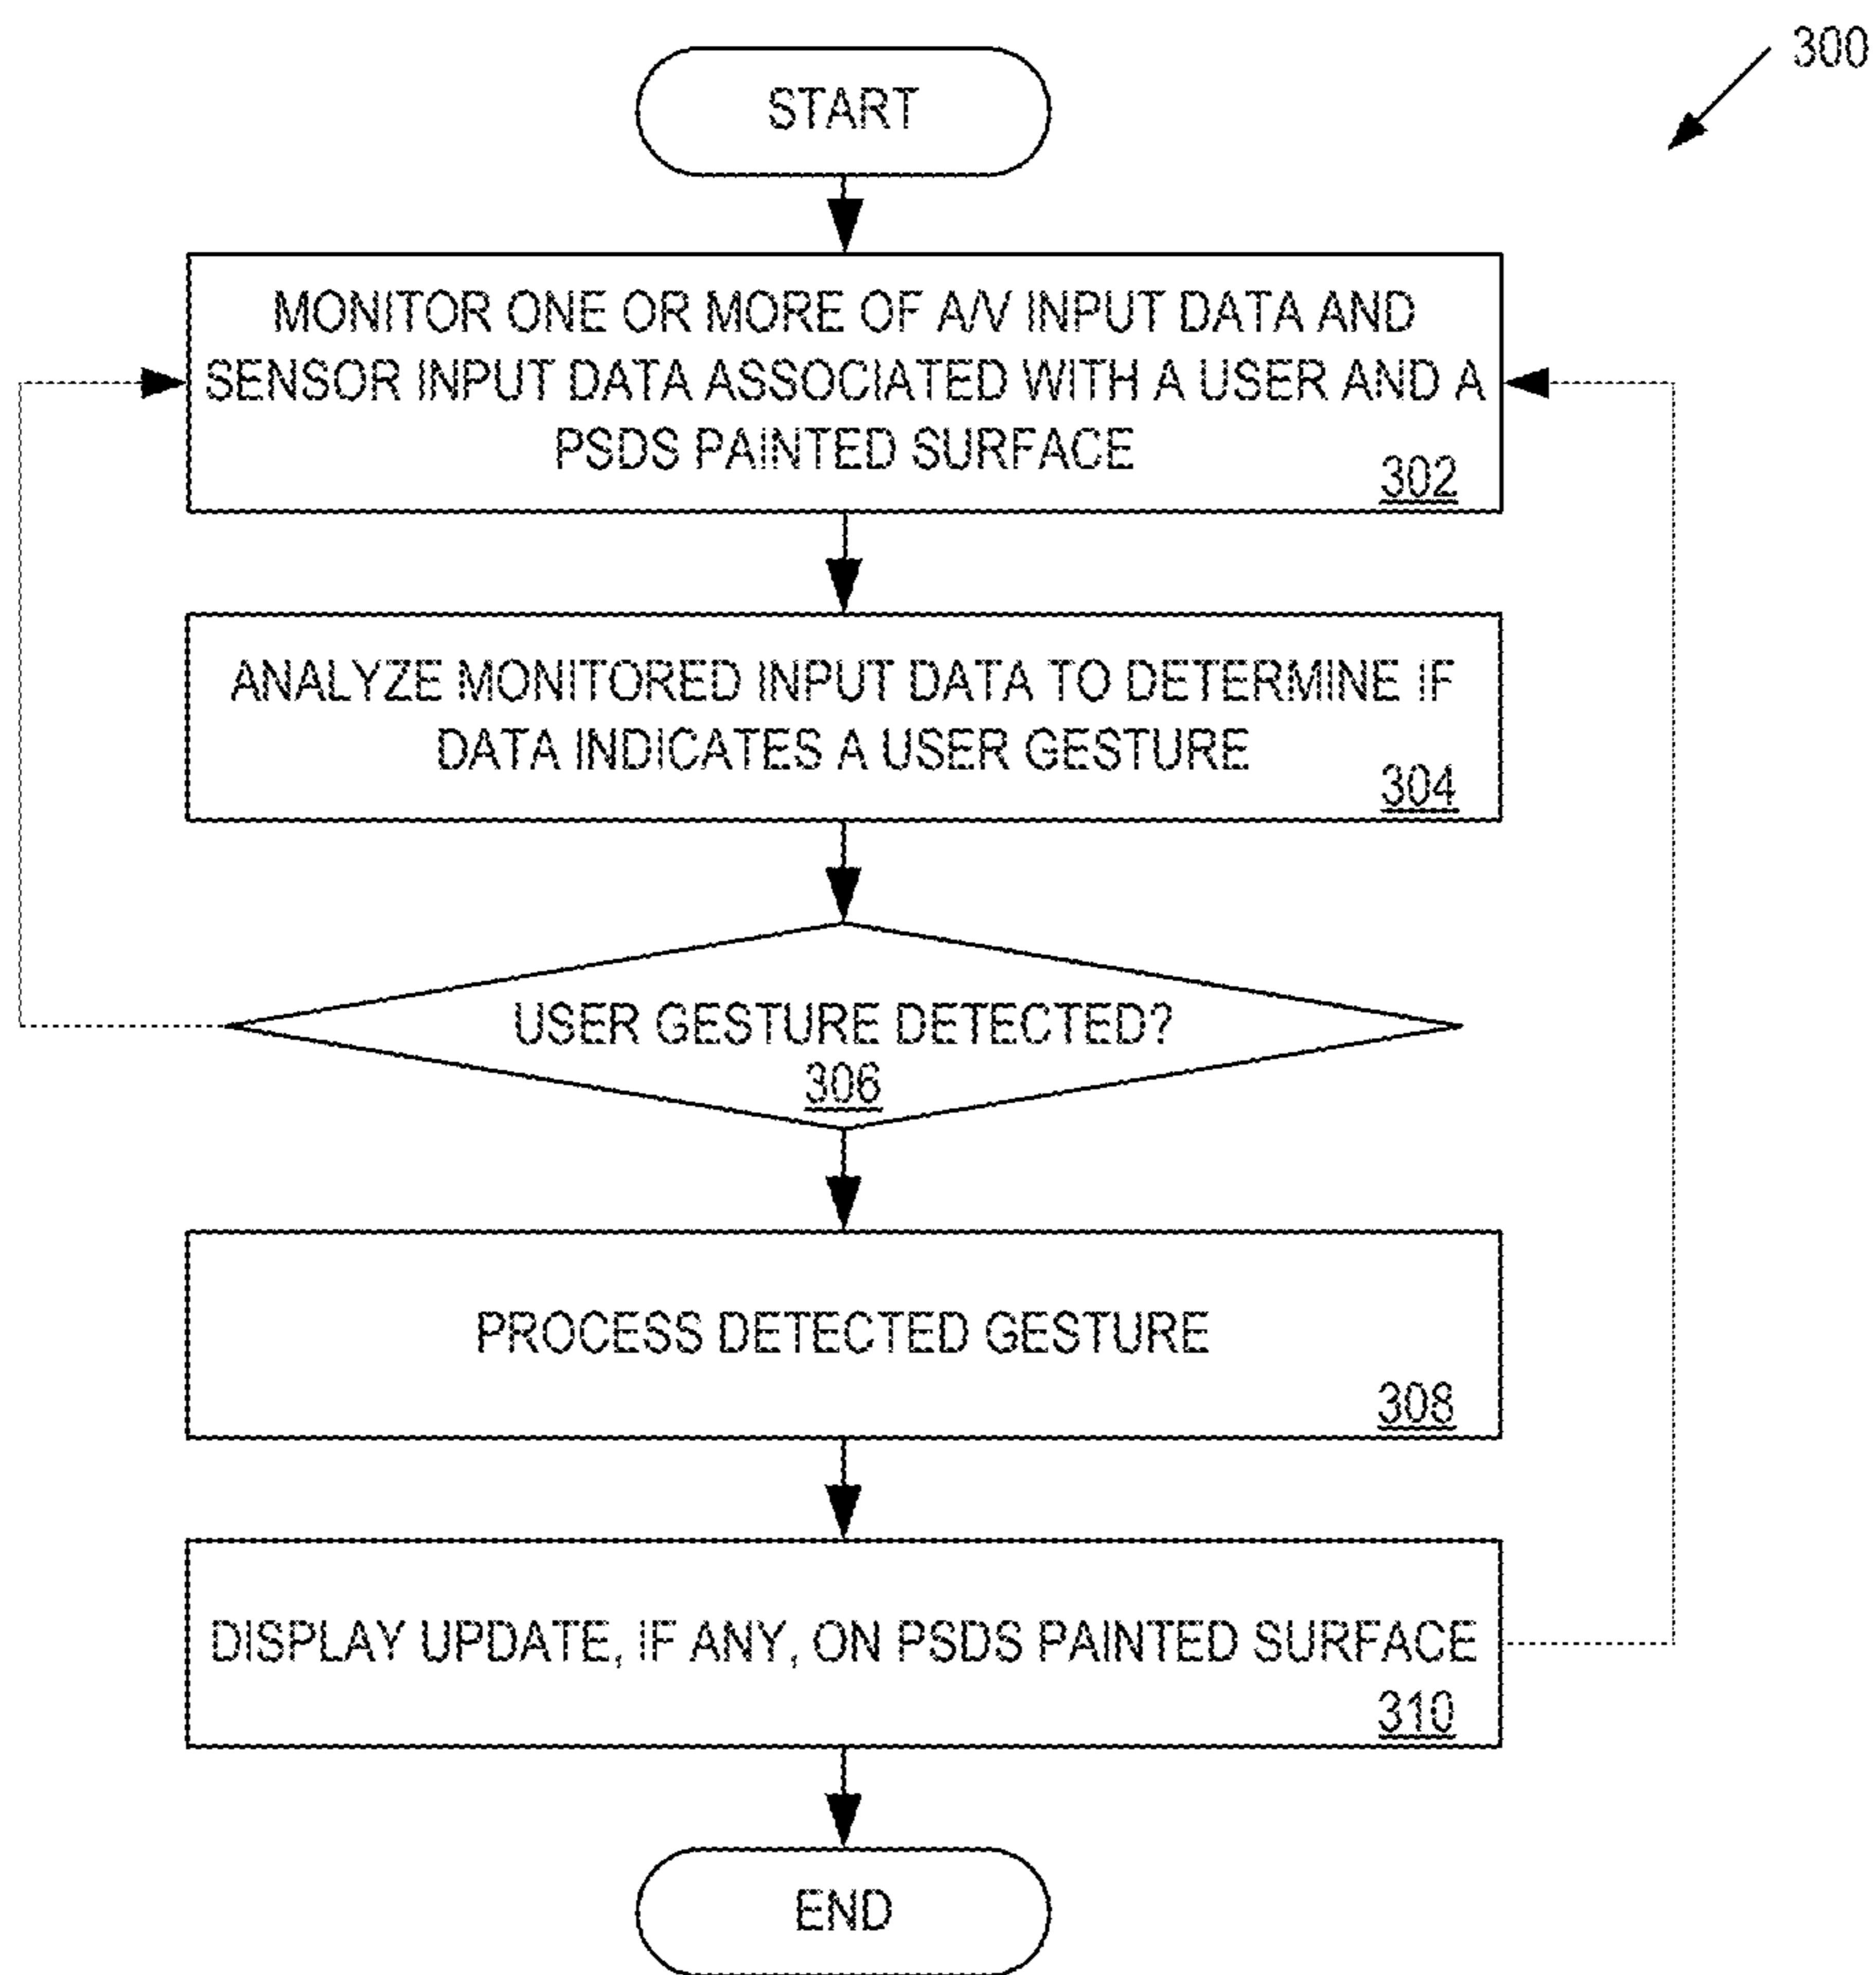 300
START
MONITOR ONE OR MORE OF A/V INPUT DATA AND
SENSOR INPUT DATA ASSOCIATED WITH A USER AND A
PSDS PAINTED SURFACE
302
ANALYZE MONITORED INPUT DATA TO DETERMINE IF
DATA INDICATES A USER GESTURE
304
USER GESTURE DETECTED?
306
PROCESS DETECTED GESTURE
308
DISPLAY UPDATE, IF ANY, ON PSDS PAINTED SURFACE
310
END